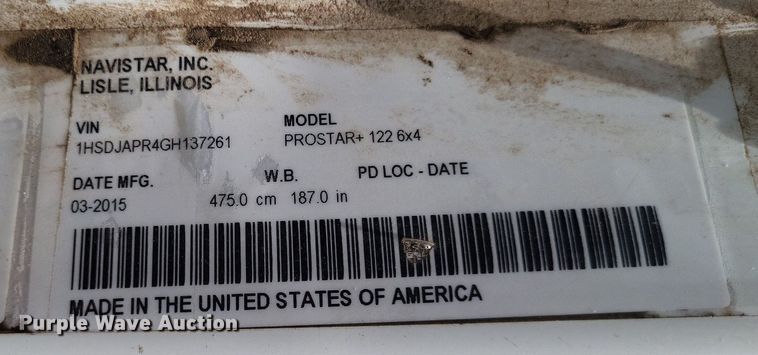 NAVISTAR, INC.
LISLE, ILLINOIS
VIN MODEL
1HSDJAPR4GH137261 PROSTAR+ 122 6x4
DATE MFG. W.B. PD LOC - DATE
03-2015 475.0 cm 187.0 in
MADE IN THE UNITED STATES OF AMERICA
Purple Wave Auction